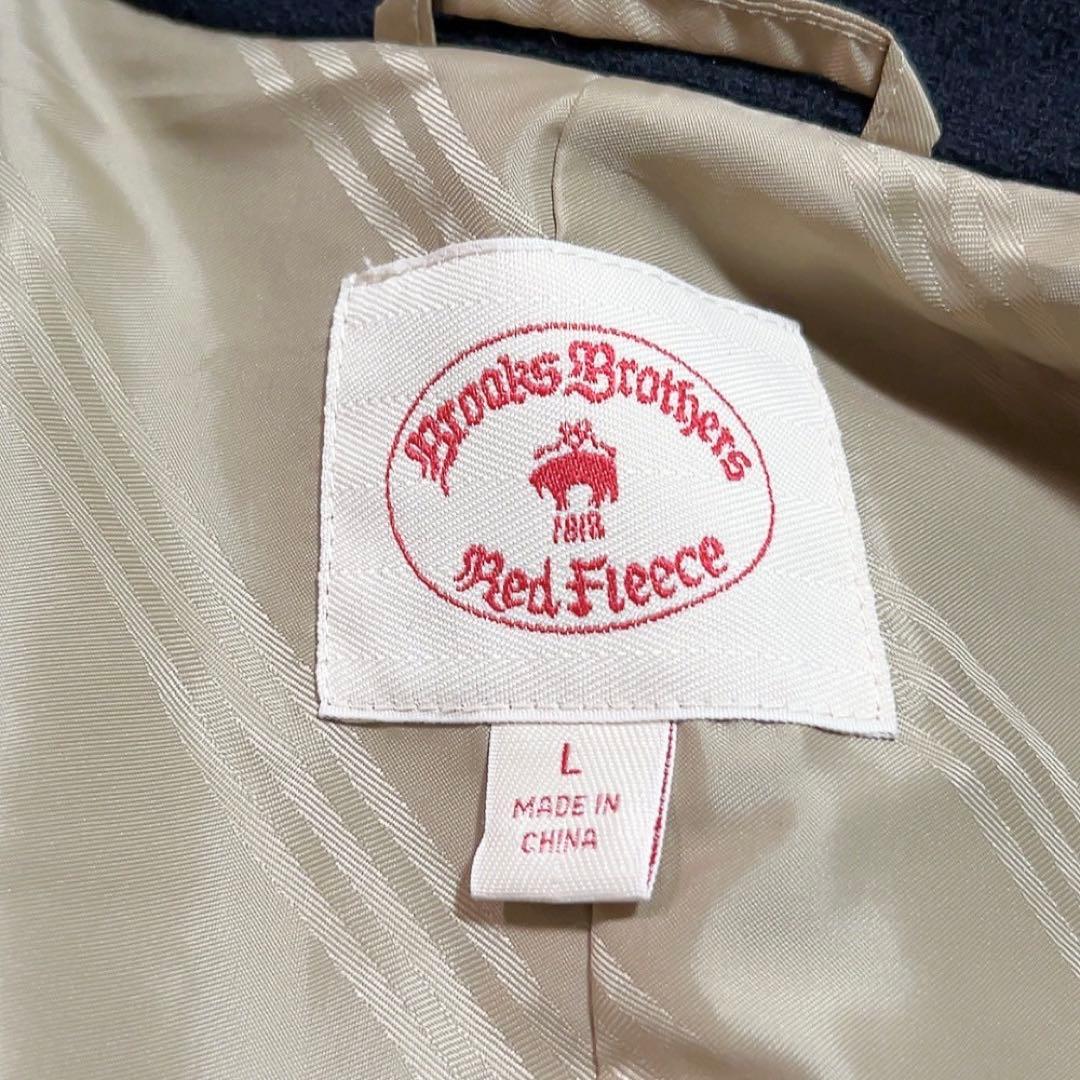 Brooks Brothers
1818
Red Fleece
L
MADE IN
CHINA